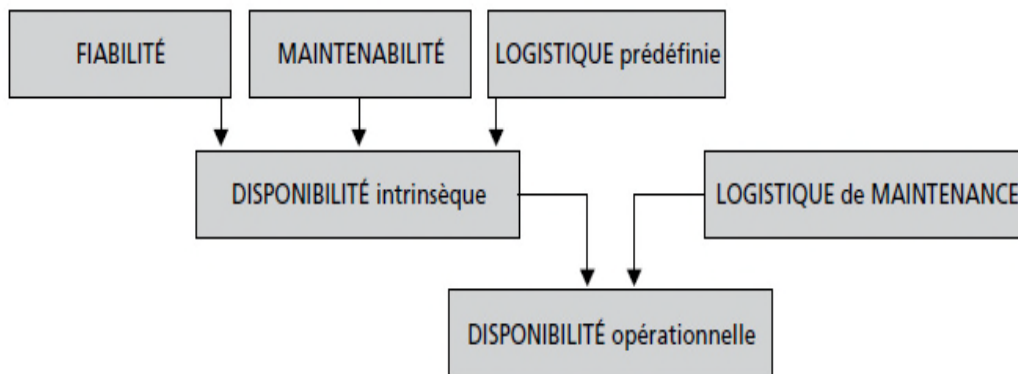 FIABILITÉ
MAINTENABILITÉ
LOGISTIQUE prédéfinie
DISPONIBILITÉ intrinsèque
LOGISTIQUE de MAINTENANCE
DISPONIBILITÉ opérationnelle